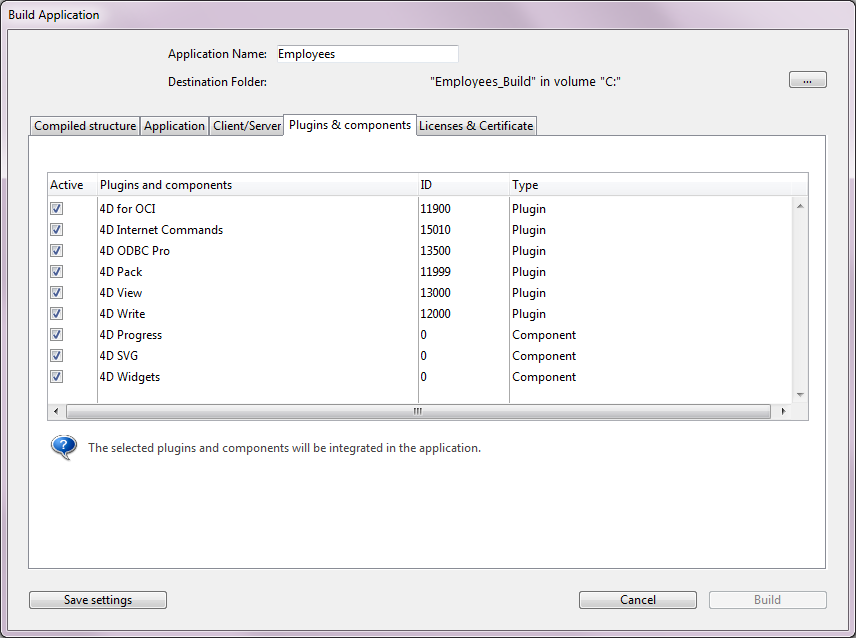 Build Application
Application Name: Employees
Destination Folder: "Employees_Build" in volume "C:" ...
Compiled structure Application Client/Server Plugins & components Licenses & Certificate
Active Plugins and components ID Type
4D for OCI 11900 Plugin
4D Internet Commands 15010 Plugin
4D ODBC Pro 13500 Plugin
4D Pack 11999 Plugin
4D View 13000 Plugin
4D Write 12000 Plugin
4D Progress 0 Component
4D SVG 0 Component
4D Widgets 0 Component
The selected plugins and components will be integrated in the application.
Save settings Cancel Build